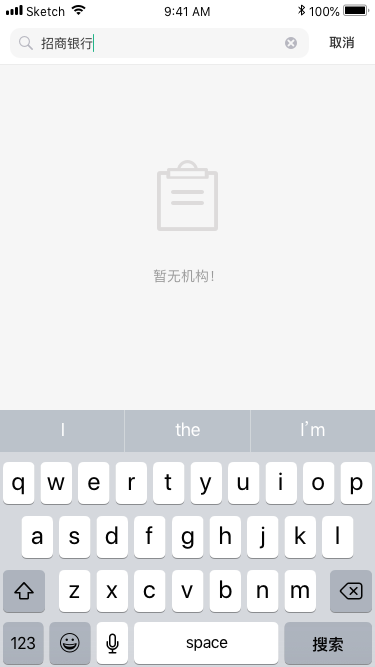 Sketch 9:41 AM 100%
招商银行 取消
暂无机构！
I the I'm
q w e r t y u i o p
a s d f g h j k l
z x c v b n m
123 space 搜索